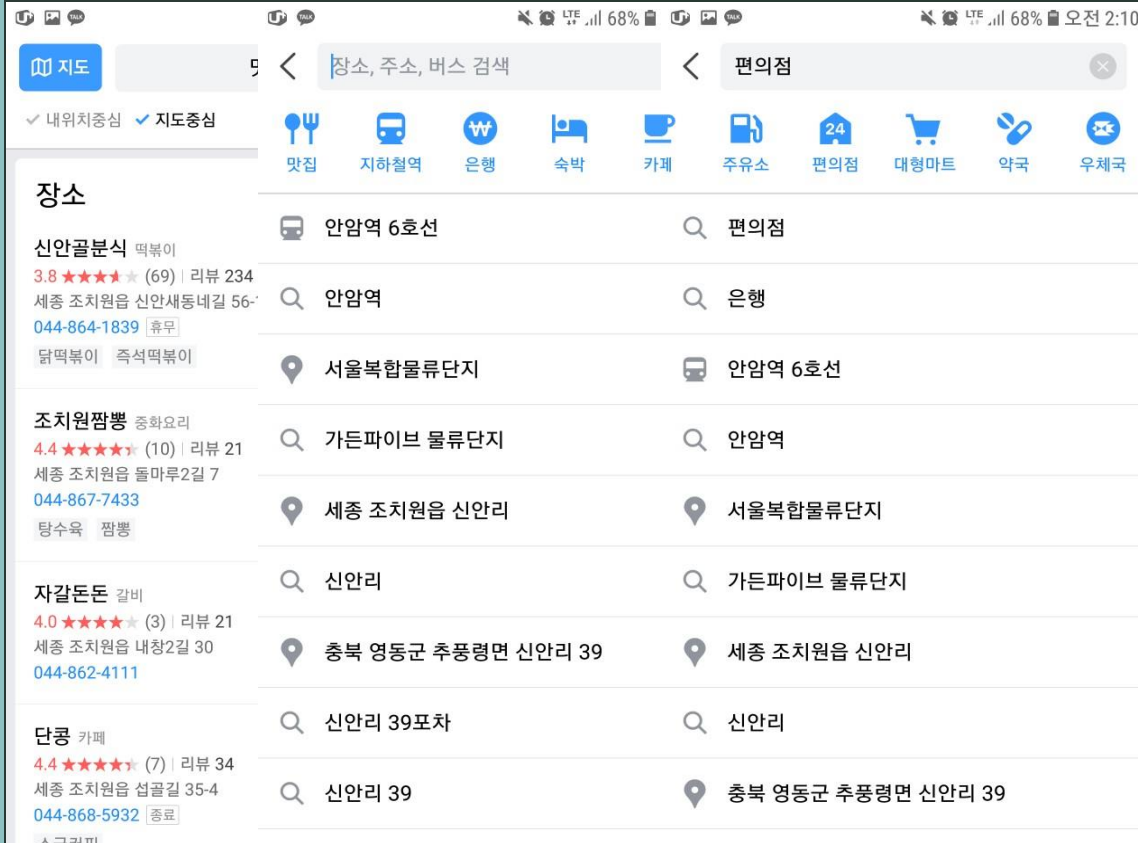 지도
내위치중심 지도중심
장소
신안골분식 떡볶이
3.8 ★★★★★ (69) | 리뷰 234
세종 조치원읍 신안새동네길 56-
044-864-1839 휴무
닭떡볶이 즉석떡볶이
조치원짬뽕 중화요리
4.4 ★★★★★ (10) | 리뷰 21
세종 조치원읍 돌마루2길 7
044-867-7433
탕수육 짬뽕
자갈돈돈 갈비
4.0 ★★★★★ (3) | 리뷰 21
세종 조치원읍 내창2길 30
044-862-4111
단콩 카페
4.4 ★★★★★ (7) | 리뷰 34
세종 조치원읍 섭골길 35-4
044-868-5932 종료
TALK LTE 68%
장소, 주소, 버스 검색
맛집 지하철역 은행 숙박 카페
안암역 6호선
안암역
서울복합물류단지
가든파이브 물류단지
세종 조치원읍 신안리
신안리
충북 영동군 추풍령면 신안리 39
신안리 39포차
신안리 39
TALK LTE 68% 오전 2:10
편의점
24
주유소 편의점 대형마트 약국 우체국
편의점
은행
안암역 6호선
안암역
서울복합물류단지
가든파이브 물류단지
세종 조치원읍 신안리
신안리
충북 영동군 추풍령면 신안리 39